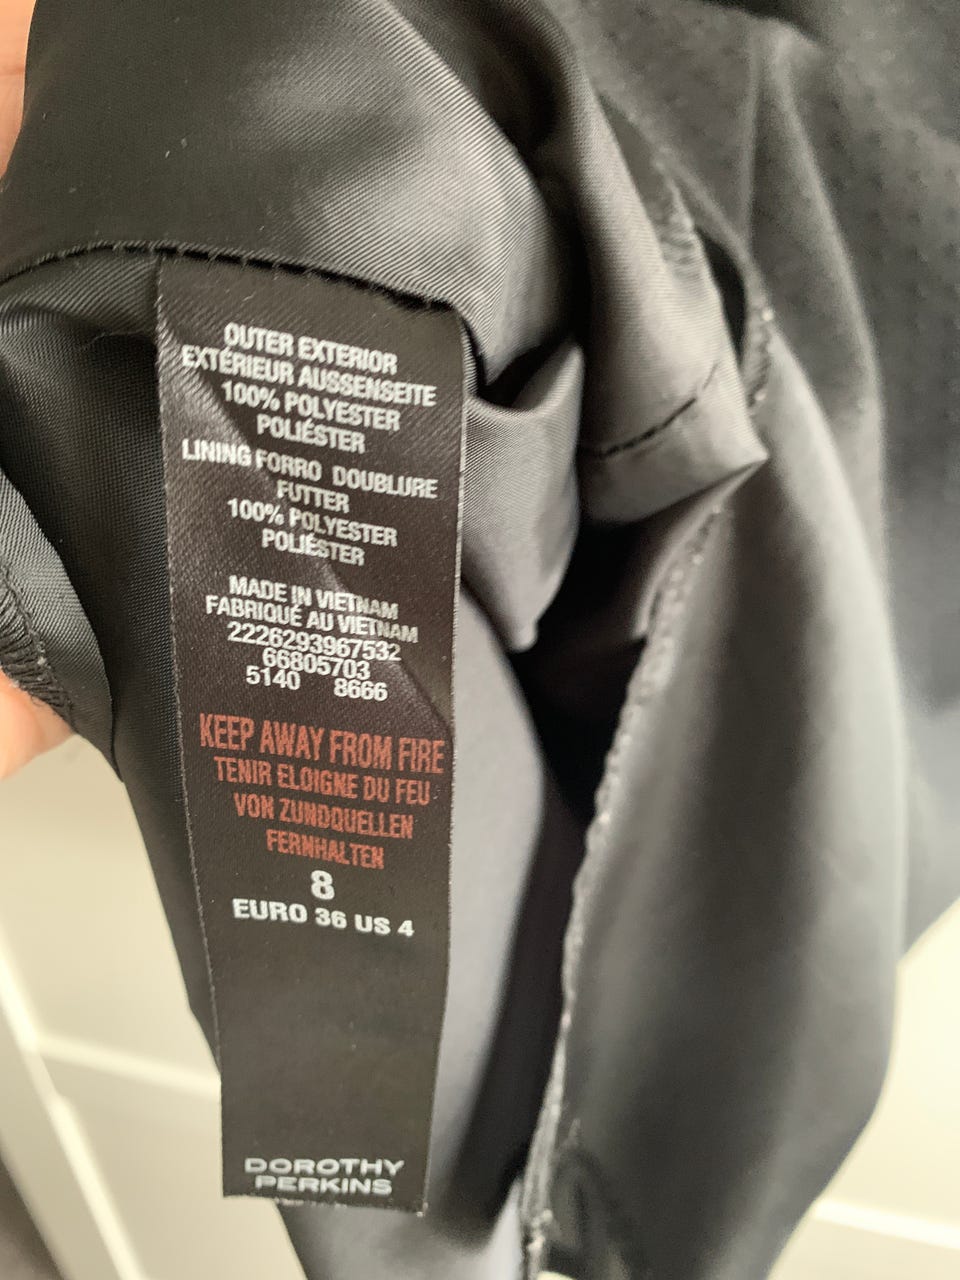 OUTER EXTERIOR
EXTÉRIEUR AUSSENSEITE
100% POLYESTER
POLIÉSTER
LINING FORRO DOUBLURE
FUTTER
100% POLYESTER
POLIÉSTER
MADE IN VIETNAM
FABRIQUÉ AU VIETNAM
2226293967532
66805703
5140 8666
KEEP AWAY FROM FIRE
TENIR ELOIGNE DU FEU
VON ZUNDQUELLEN
FERNHALTEN
8
EURO 36 US 4
DOROTHY
PERKINS